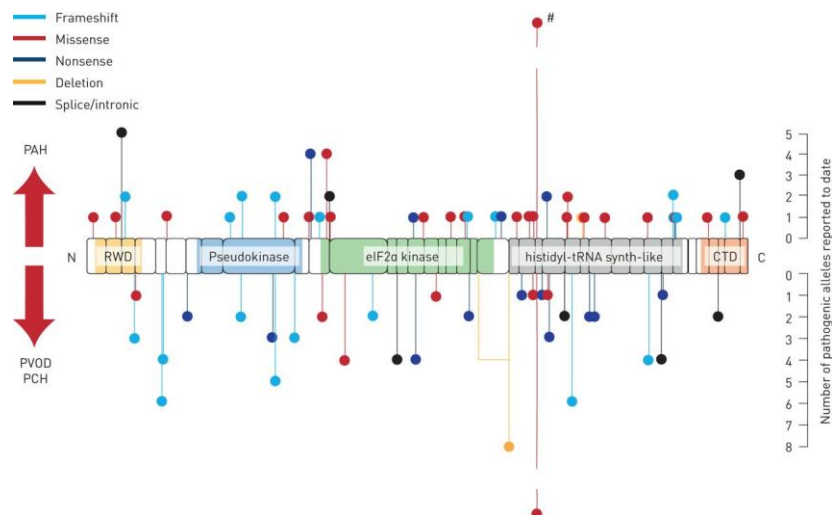 Frameshift
Missense
Nonsense
Deletion
Splice/intronic
#
PAH
5
4
3
2
1
0
N
RWD
Pseudokinase
eIF2α kinase
histidyl-tRNA synth-like
CTD
C
0
1
2
3
4
5
6
7
8
PVOD
PCH
Number of pathogenic alleles reported to date